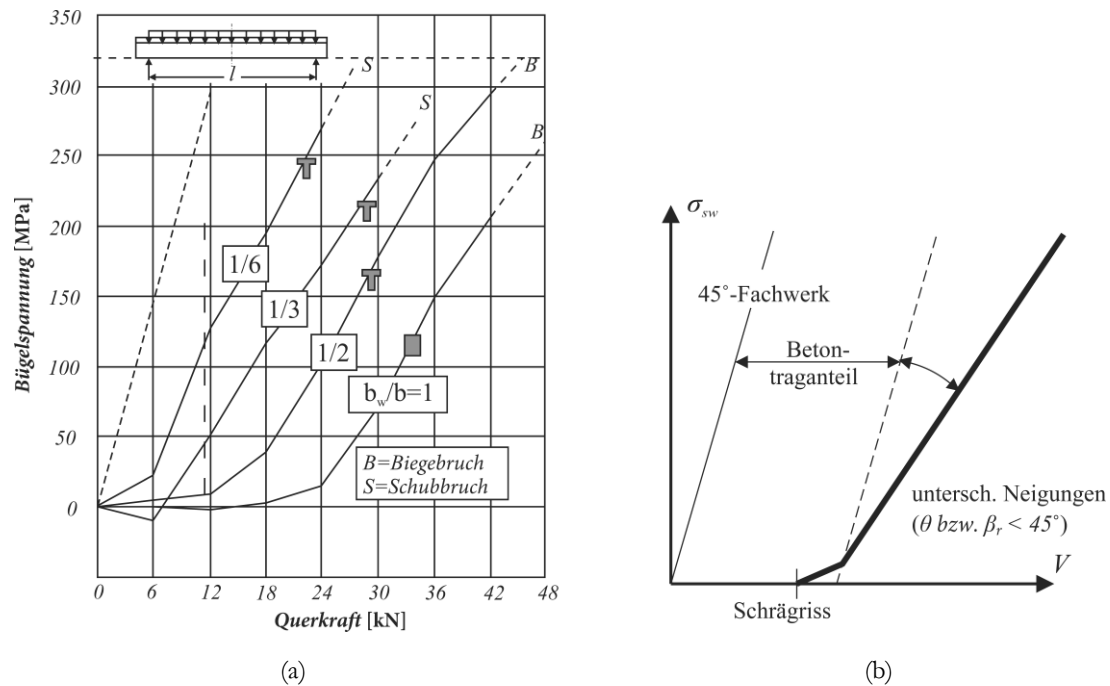 350
300
250
200
150
100
50
0
Bügelspannung [MPa]
l
S
B
S
B
1/6
1/3
1/2
b_w/b=1
B=Biegebruch
S=Schubbruch
0 6 12 18 24 30 36 42 48
Querkraft [kN]
(a)
σ_sw
45°-Fachwerk
Beton-
traganteil
untersch. Neigungen
(θ bzw. β_r < 45°)
V
Schrägriss
(b)